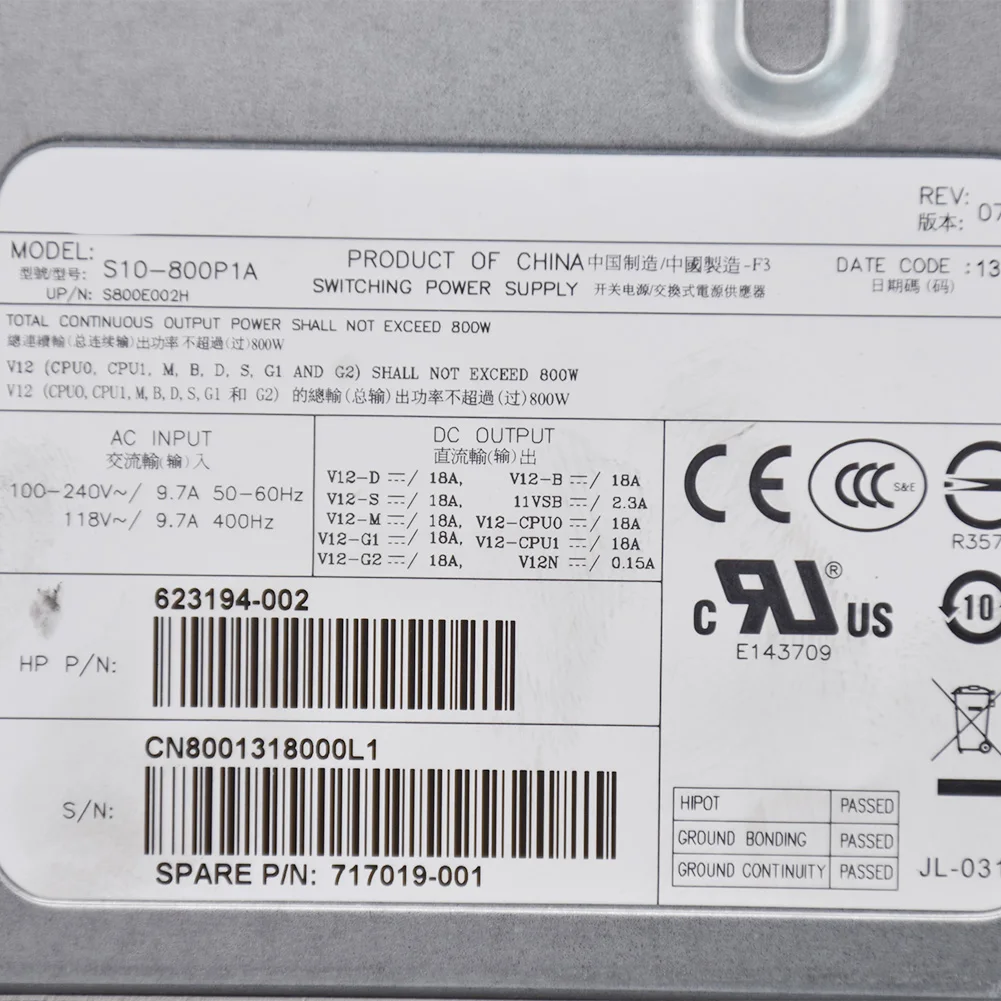 REV:
版本: 07
MODEL:
型號/型号: S10-800P1A
UP/N: S800E002H
PRODUCT OF CHINA 中国制造/中國製造-F3
SWITCHING POWER SUPPLY 开关电源/交換式電源供應器
DATE CODE :13
日期碼(码)
TOTAL CONTINUOUS OUTPUT POWER SHALL NOT EXCEED 800W
總連續輸(总连续输)出功率不超過(过)800W
V12 (CPU0, CPU1, M, B, D, S, G1 AND G2) SHALL NOT EXCEED 800W
V12 (CPU0, CPU1, M, B, D, S, G1 和 G2) 的總輸(总输)出功率不超過(过)800W
AC INPUT
交流輸(输)入
100-240V~/ 9.7A 50-60Hz
118V~/ 9.7A 400Hz
DC OUTPUT
直流輸(输)出
V12-D ⎓/ 18A, V12-B ⎓/ 18A
V12-S ⎓/ 18A, 11VSB ⎓/ 2.3A
V12-M ⎓/ 18A, V12-CPU0 ⎓/ 18A
V12-G1 ⎓/ 18A, V12-CPU1 ⎓/ 18A
V12-G2 ⎓/ 18A, V12N ⎓/ 0.15A
CE CCC S&E
R357
C RU® US
E143709
10
HP P/N:
623194-002
S/N:
CN8001318000L1
SPARE P/N: 717019-001
HIPOT PASSED
GROUND BONDING PASSED
GROUND CONTINUITY PASSED
JL-031